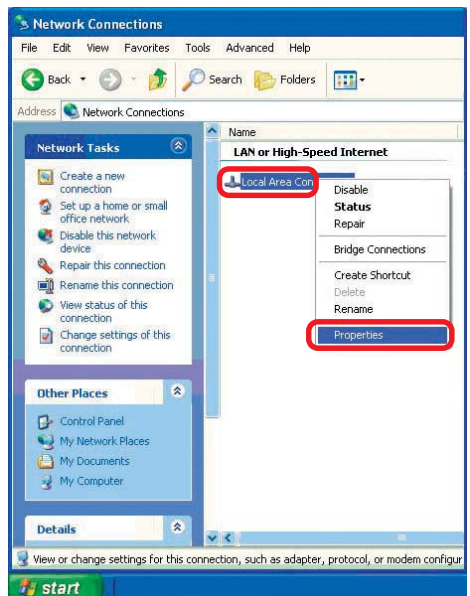 Network Connections
File Edit View Favorites Tools Advanced Help
Back Search Folders
Address Network Connections
Network Tasks
Create a new
connection
Set up a home or small
office network
Disable this network
device
Repair this connection
Rename this connection
View status of this
connection
Change settings of this
connection
Other Places
Control Panel
My Network Places
My Documents
My Computer
Details
Name
LAN or High-Speed Internet
Local Area Con
Disable
Status
Repair
Bridge Connections
Create Shortcut
Delete
Rename
Properties
View or change settings for this connection, such as adapter, protocol, or modem configur
start